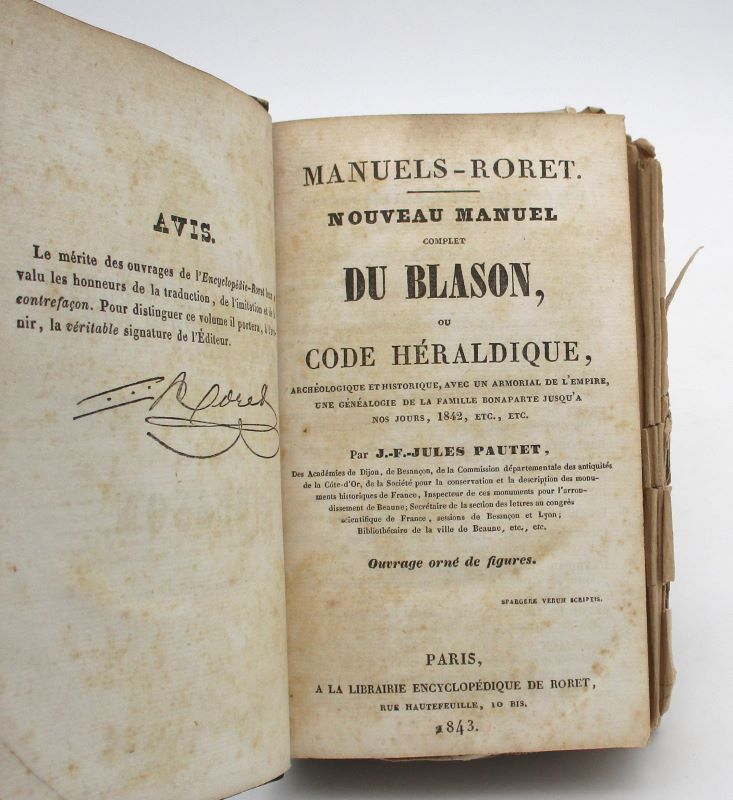 AVIS.
Le mérite des ouvrages de l'Encyclopédie-Roret leur a
valu les honneurs de la traduction, de l'imitation et de la
contrefaçon. Pour distinguer ce volume il portera, à l'ave-
nir, la véritable signature de l'Éditeur.
Roret
MANUELS-RORET.
NOUVEAU MANUEL
COMPLET
DU BLASON,
OU
CODE HÉRALDIQUE,
ARCHÉOLOGIQUE ET HISTORIQUE, AVEC UN ARMORIAL DE L'EMPIRE,
UNE GÉNÉALOGIE DE LA FAMILLE BONAPARTE JUSQU'A
NOS JOURS, 1842, ETC., ETC.
Par J.-F.-JULES PAUTET,
Des Académies de Dijon, de Besançon, de la Commission départementale des antiquités
de la Côte-d'Or, de la Société pour la conservation et la description des monu-
ments historiques de France, Inspecteur de ces monuments pour l'arron-
dissement de Beaune; Secrétaire de la section des lettres au congrès
scientifique de France, sessions de Besançon et Lyon;
Bibliothécaire de la ville de Beaune, etc., etc.
Ouvrage orné de figures.
SPARGERE VERUM SCRIPTIS.
PARIS,
A LA LIBRAIRIE ENCYCLOPÉDIQUE DE RORET,
RUE HAUTEFEUILLE, 10 BIS.
1843.